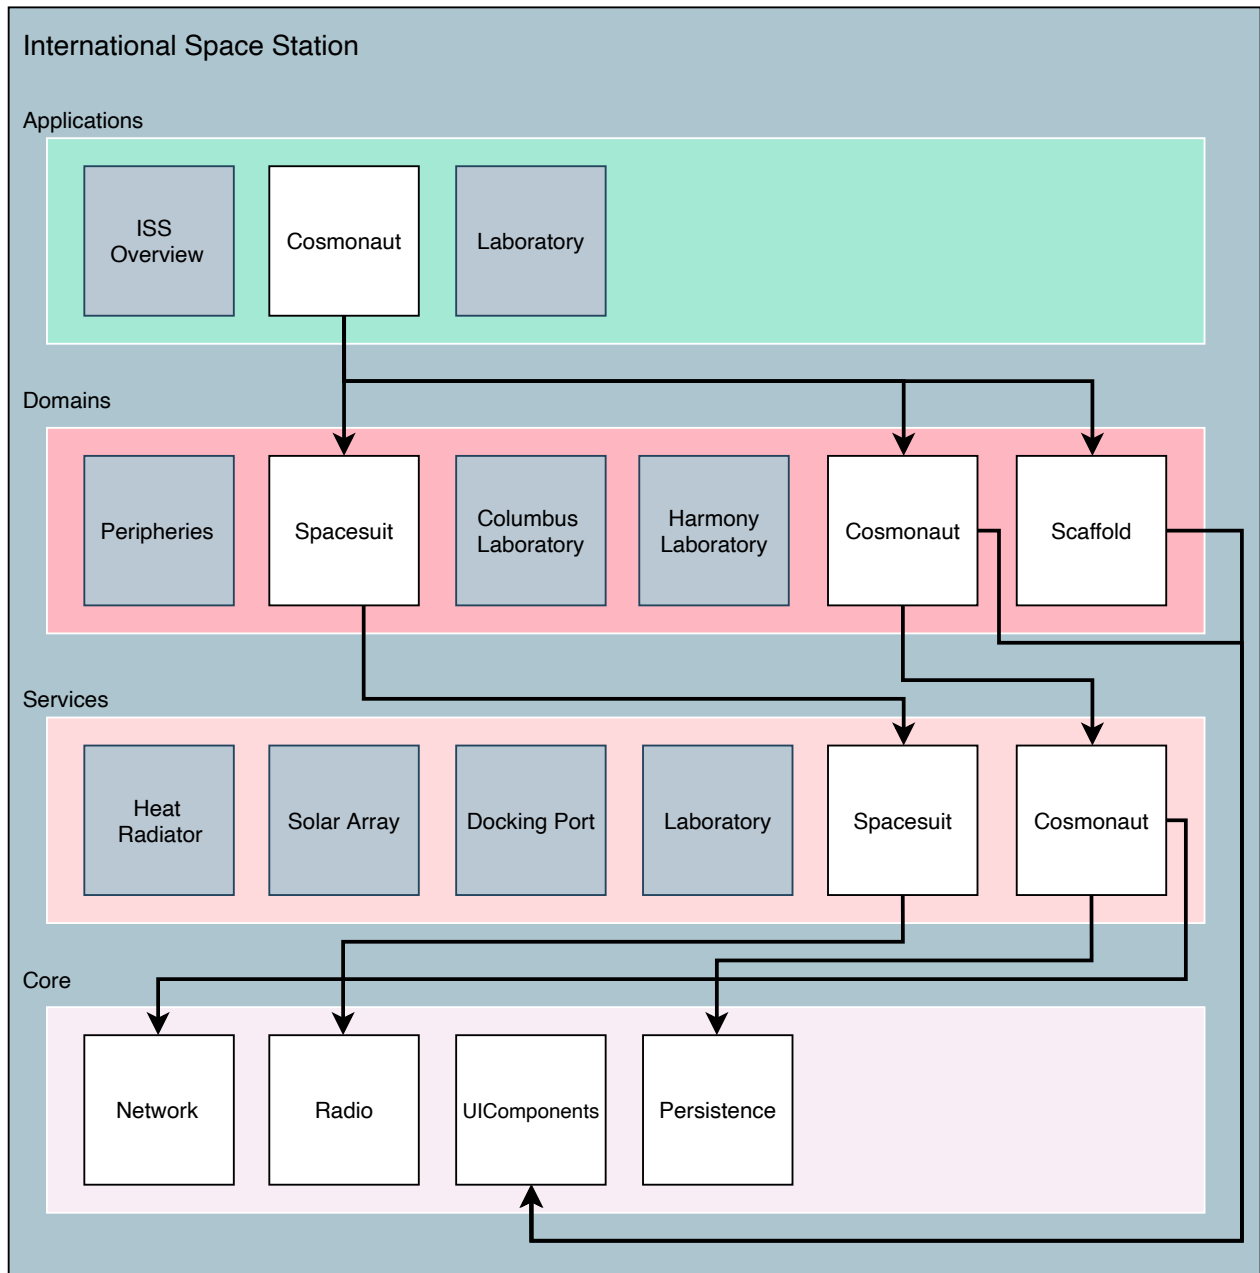 International Space Station
Applications
ISS
Overview
Cosmonaut
Laboratory
Domains
Peripheries
Spacesuit
Columbus
Laboratory
Harmony
Laboratory
Cosmonaut
Scaffold
Services
Heat
Radiator
Solar Array
Docking Port
Laboratory
Spacesuit
Cosmonaut
Core
Network
Radio
UIComponents
Persistence